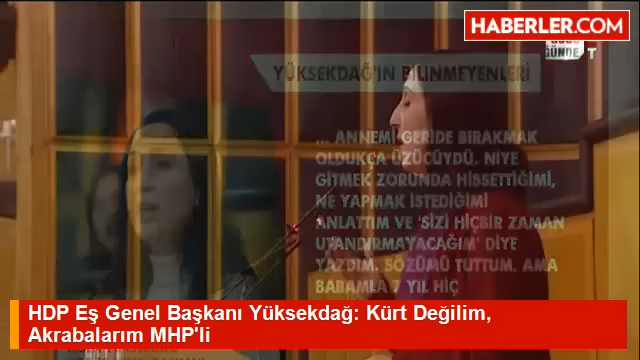 HABERLER.COM
GÜNDE T
YÜKSEKDAĞ'IN BİLİNMEYENLERİ
... ANNEMİ GERİDE BIRAKMAK
OLDUKÇA ÜZÜCÜYDÜ. NİYE
GİTMEK ZORUNDA HİSSETTİĞİMİ,
NE YAPMAK İSTEDİĞİMİ
ANLATTIM VE 'SİZİ HİÇBİR ZAMAN
UTANDIRMAYACAĞIM' DİYE
YAZDIM. SÖZÜMÜ TUTTUM. AMA
BABAMLA 7 YIL HİÇ
HDP Eş Genel Başkanı Yüksekdağ: Kürt Değilim,
Akrabalarım MHP'li